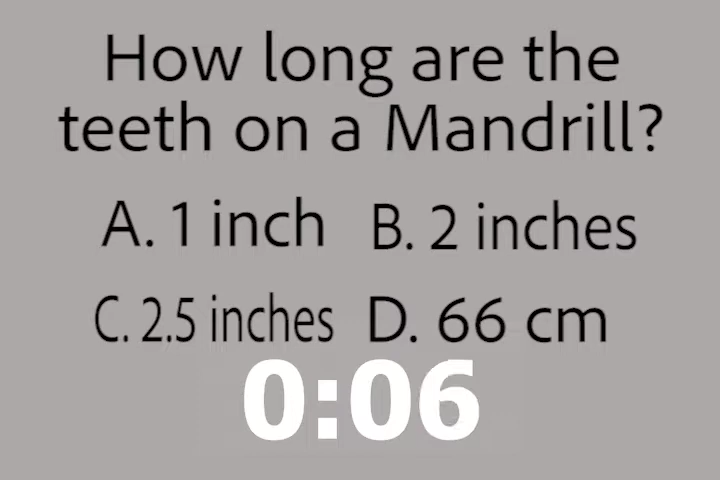 How long are the
teeth on a Mandrill?
A. 1 inch B. 2 inches
C. 2.5 inches D. 66 cm
0:06